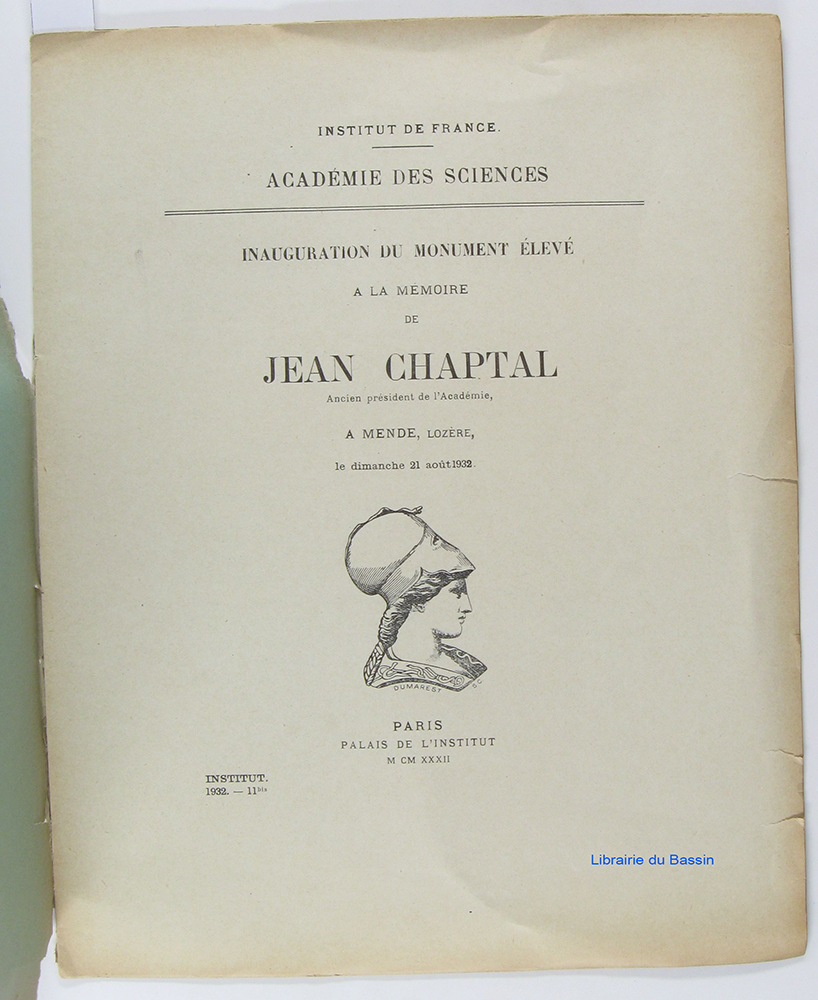 INSTITUT DE FRANCE.
ACADÉMIE DES SCIENCES
INAUGURATION DU MONUMENT ÉLEVÉ
A LA MÉMOIRE
DE
JEAN CHAPTAL
Ancien président de l'Académie,
A MENDE, LOZÈRE,
le dimanche 21 août 1932.
DUMAREST SC
PARIS
PALAIS DE L'INSTITUT
M CM XXXII
INSTITUT.
1932. — 11bis
Librairie du Bassin